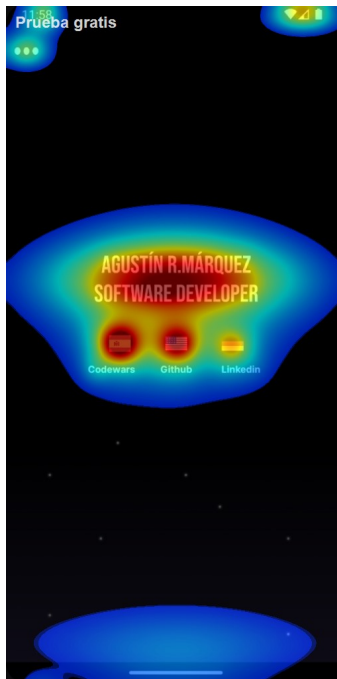 11:58
Prueba gratis
AGUSTÍN R.MÁRQUEZ
SOFTWARE DEVELOPER
Codewars Github Linkedin